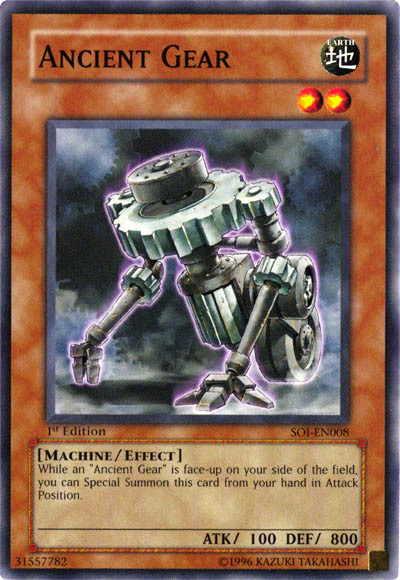 ANCIENT GEAR
EARTH
地
1st Edition
SOI-EN008
[MACHINE/EFFECT]
While an "Ancient Gear" is face-up on your side of the field,
you can Special Summon this card from your hand in Attack
Position.
ATK/ 100 DEF/ 800
31557782
©1996 KAZUKI TAKAHASHI